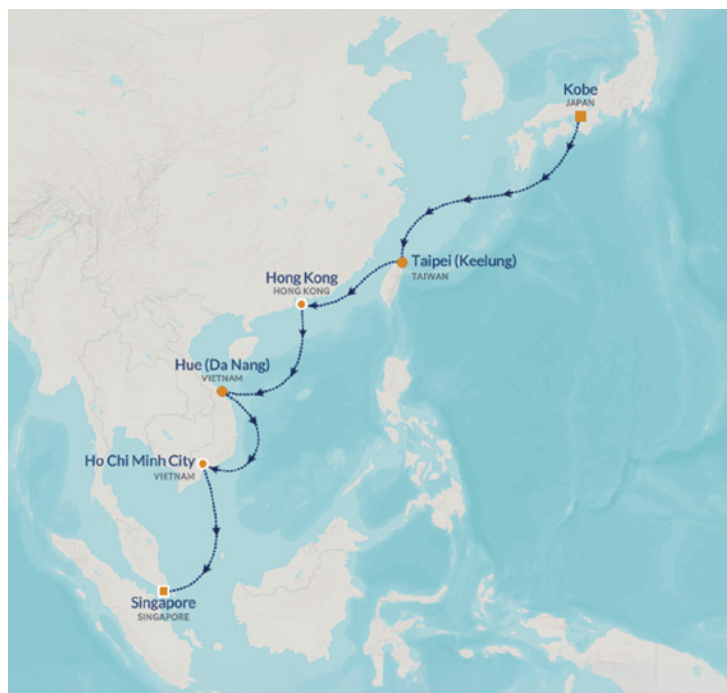 Kobe
JAPAN
Taipei (Keelung)
TAIWAN
Hong Kong
HONG KONG
Hue (Da Nang)
VIETNAM
Ho Chi Minh City
VIETNAM
Singapore
SINGAPORE